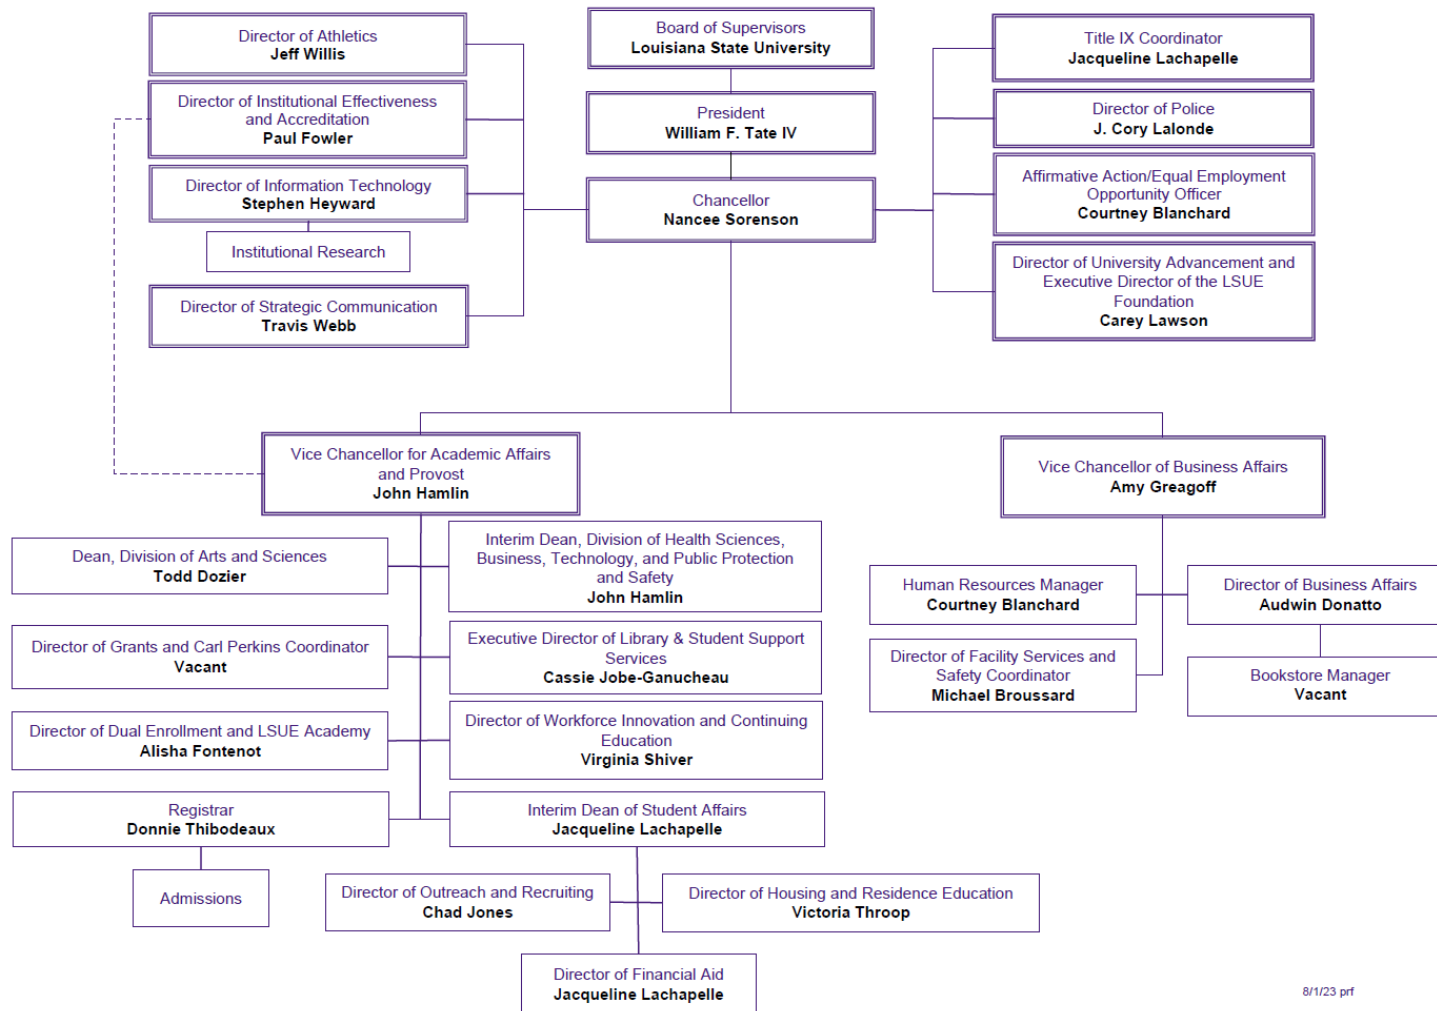 Director of Athletics
Jeff Willis
Board of Supervisors
Louisiana State University
Title IX Coordinator
Jacqueline Lachapelle
Director of Institutional Effectiveness
and Accreditation
Paul Fowler
President
William F. Tate IV
Director of Police
J. Cory Lalonde
Director of Information Technology
Stephen Heyward
Institutional Research
Chancellor
Nancee Sorenson
Affirmative Action/Equal Employment
Opportunity Officer
Courtney Blanchard
Director of Strategic Communication
Travis Webb
Director of University Advancement and
Executive Director of the LSUE
Foundation
Carey Lawson
Vice Chancellor for Academic Affairs
and Provost
John Hamlin
Vice Chancellor of Business Affairs
Amy Greagoff
Dean, Division of Arts and Sciences
Todd Dozier
Interim Dean, Division of Health Sciences,
Business, Technology, and Public Protection
and Safety
John Hamlin
Human Resources Manager
Courtney Blanchard
Director of Business Affairs
Audwin Donatto
Director of Grants and Carl Perkins Coordinator
Vacant
Executive Director of Library & Student Support
Services
Cassie Jobe-Ganucheau
Director of Facility Services and
Safety Coordinator
Michael Broussard
Bookstore Manager
Vacant
Director of Dual Enrollment and LSUE Academy
Alisha Fontenot
Director of Workforce Innovation and Continuing
Education
Virginia Shiver
Registrar
Donnie Thibodeaux
Interim Dean of Student Affairs
Jacqueline Lachapelle
Admissions
Director of Outreach and Recruiting
Chad Jones
Director of Housing and Residence Education
Victoria Throop
Director of Financial Aid
Jacqueline Lachapelle
8/1/23 prf